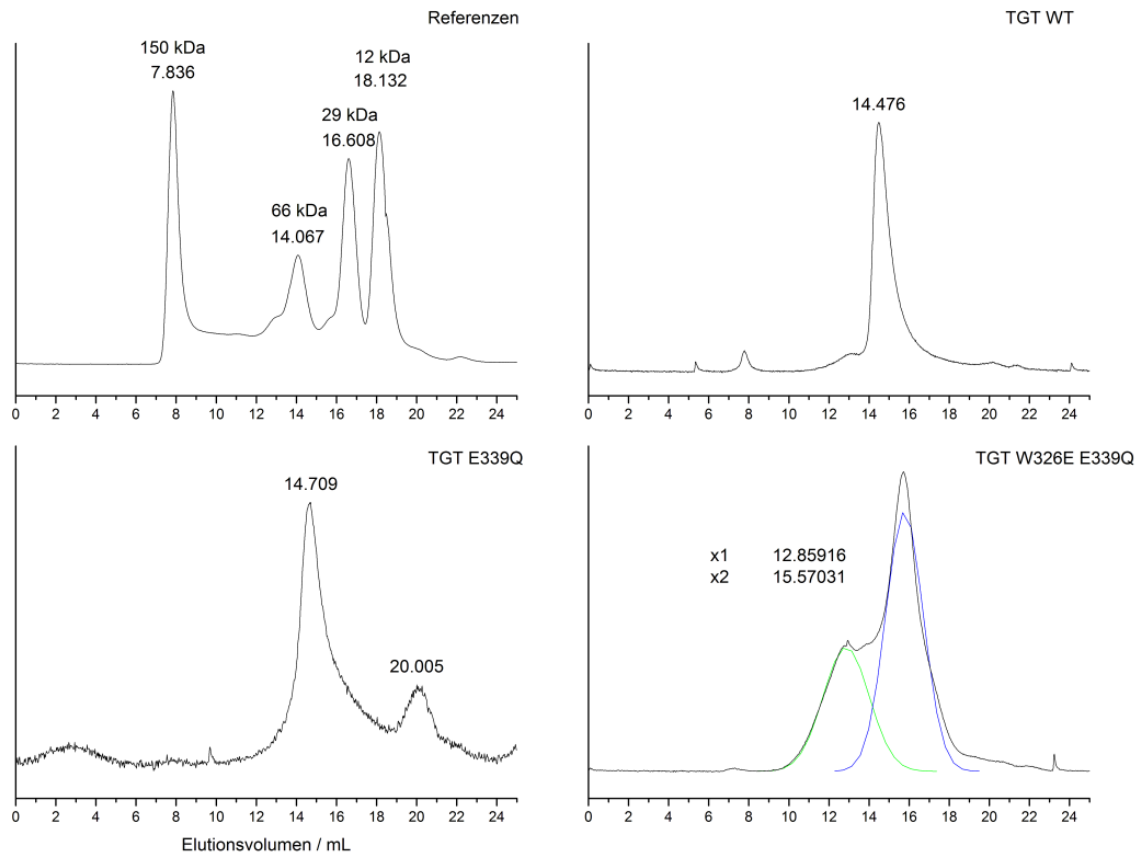 Referenzen
150 kDa
7.836
12 kDa
18.132
29 kDa
16.608
66 kDa
14.067
0 2 4 6 8 10 12 14 16 18 20 22 24
TGT WT
14.476
0 2 4 6 8 10 12 14 16 18 20 22 24
TGT E339Q
14.709
20.005
0 2 4 6 8 10 12 14 16 18 20 22 24
Elutionsvolumen / mL
TGT W326E E339Q
x1 12.85916
x2 15.57031
0 2 4 6 8 10 12 14 16 18 20 22 24